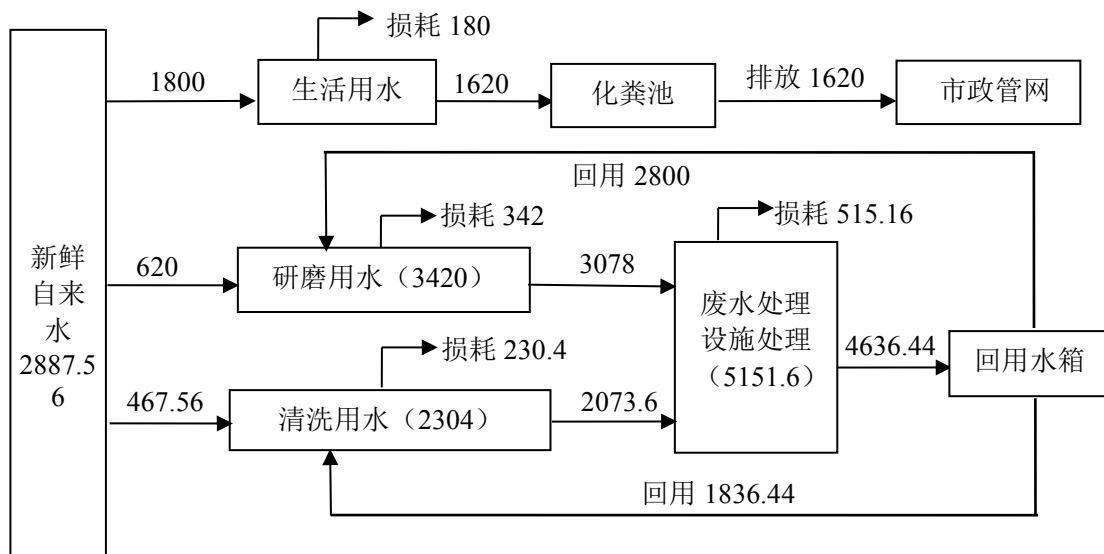 损耗 180
1800
生活用水
1620
化粪池
排放 1620
市政管网
回用 2800
损耗 342
损耗 515.16
新鲜
自来
水
2887.5
6
620
研磨用水（3420）
3078
废水处理
设施处理
（5151.6）
4636.44
回用水箱
损耗 230.4
467.56
清洗用水（2304）
2073.6
回用 1836.44